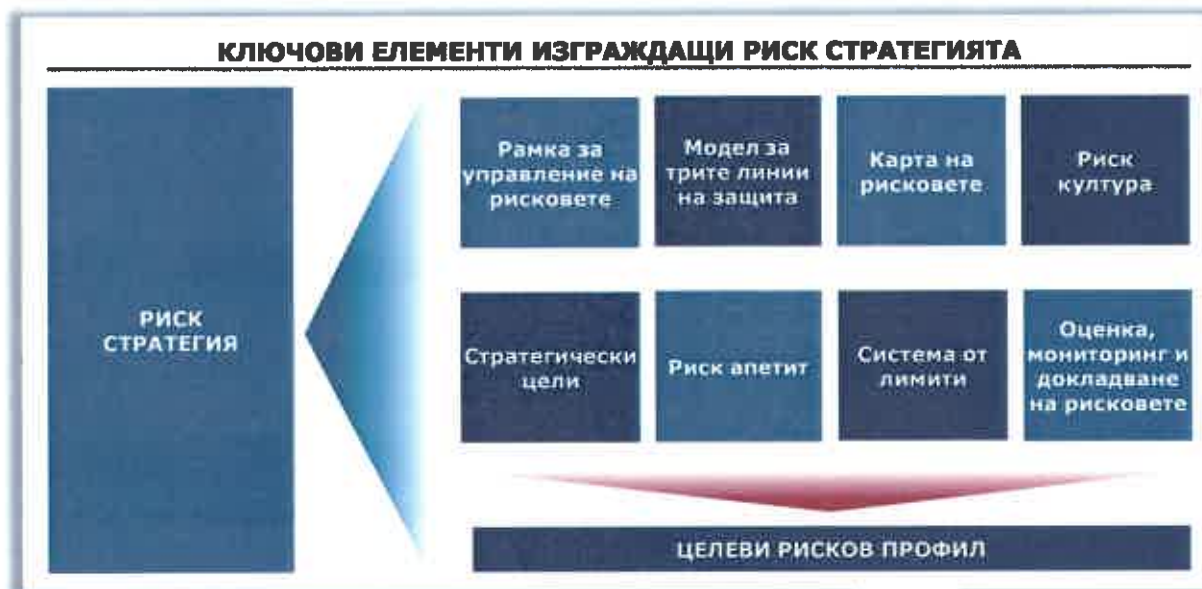 КЛЮЧОВИ ЕЛЕМЕНТИ ИЗГРАЖДАЩИ РИСК СТРАТЕГИЯТА
РИСК
СТРАТЕГИЯ
Рамка за
управление на
рисковете
Модел за
трите линии
на защита
Карта на
рисковете
Риск
култура
Стратегически
цели
Риск апетит
Система от
лимити
Оценка,
мониторинг и
докладване
на рисковете
ЦЕЛЕВИ РИСКОВ ПРОФИЛ